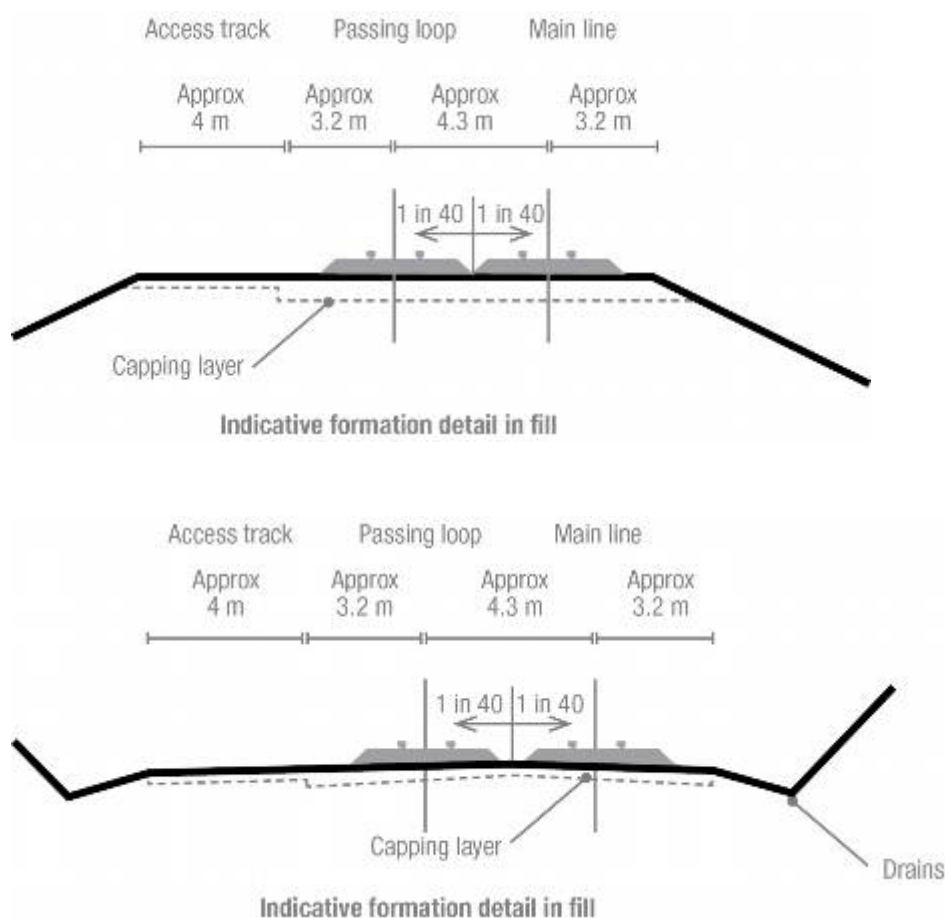 Access track Passing loop Main line
Approx Approx Approx Approx
4 m 3.2 m 4.3 m 3.2 m
1 in 40 1 in 40
Capping layer
Indicative formation detail in fill
Access track Passing loop Main line
Approx Approx Approx Approx
4 m 3.2 m 4.3 m 3.2 m
1 in 40 1 in 40
Capping layer
Drains
Indicative formation detail in fill